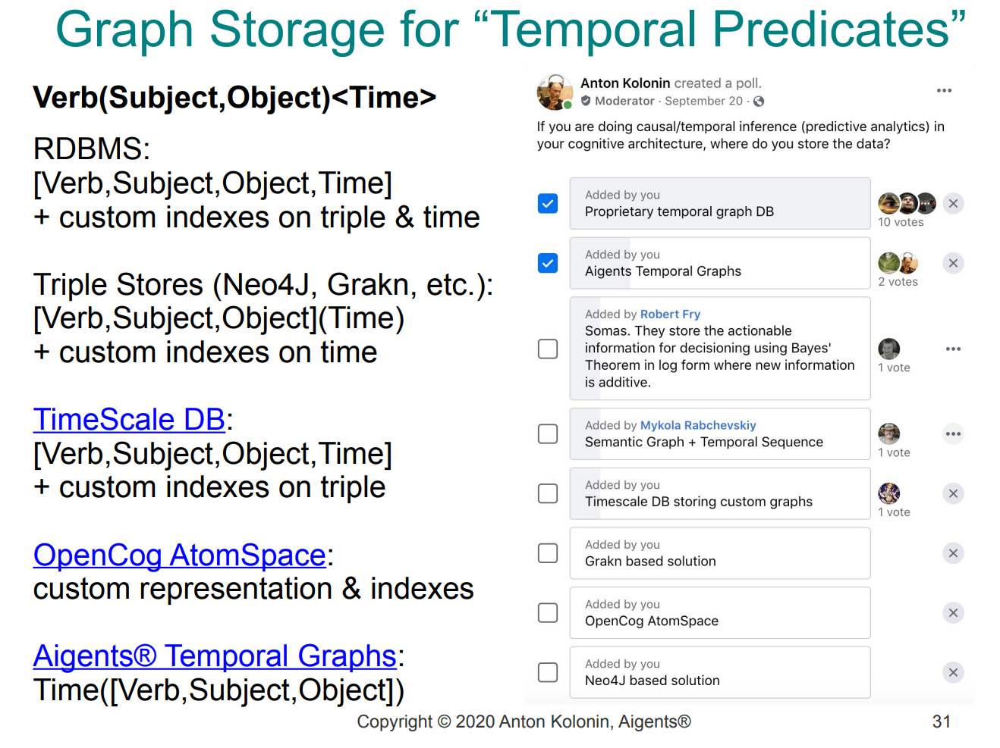 Graph Storage for “Temporal Predicates”
Verb(Subject,Object)<Time>
RDBMS:
[Verb,Subject,Object,Time]
+ custom indexes on triple & time
Triple Stores (Neo4J, Grakn, etc.):
[Verb,Subject,Object](Time)
+ custom indexes on time
TimeScale DB:
[Verb,Subject,Object,Time]
+ custom indexes on triple
OpenCog AtomSpace:
custom representation & indexes
Aigents® Temporal Graphs:
Time([Verb,Subject,Object])
Anton Kolonin created a poll.
Moderator · September 20 ·
If you are doing causal/temporal inference (predictive analytics) in
your cognitive architecture, where do you store the data?
Added by you
Proprietary temporal graph DB
10 votes
Added by you
Aigents Temporal Graphs
2 votes
Added by Robert Fry
Somas. They store the actionable
information for decisioning using Bayes'
Theorem in log form where new information
is additive.
1 vote
Added by Mykola Rabchevskiy
Semantic Graph + Temporal Sequence
1 vote
Added by you
Timescale DB storing custom graphs
1 vote
Added by you
Grakn based solution
Added by you
OpenCog AtomSpace
Added by you
Neo4J based solution
Copyright © 2020 Anton Kolonin, Aigents®
31